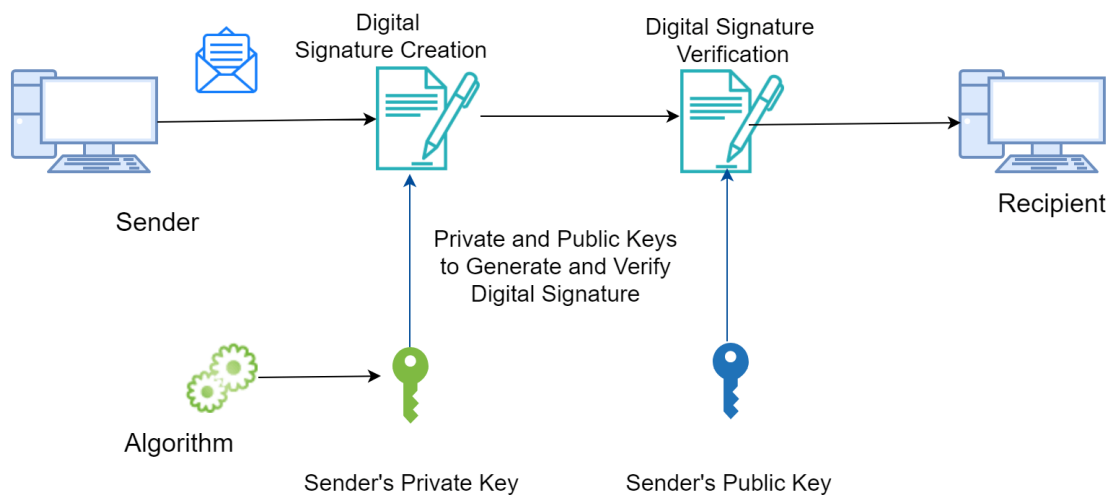 Digital
Signature Creation
Digital Signature
Verification
Sender
Recipient
Private and Public Keys
to Generate and Verify
Digital Signature
Algorithm
Sender's Private Key
Sender's Public Key